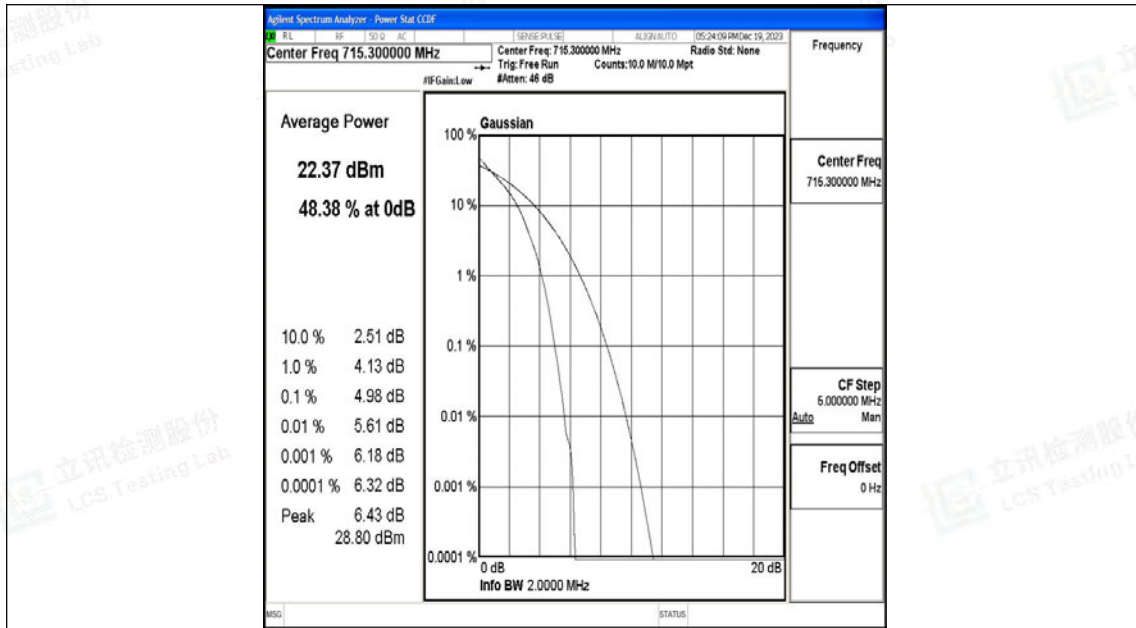 Agilent Spectrum Analyzer - Power Stat CCDF
RL RF 50 Ω AC SENSE:PULSE ALIGNAUTO 05:24:09 PM Dec 19, 2023
Center Freq 715.300000 MHz
Center Freq: 715.300000 MHz Radio Std: None
Trig: Free Run Counts:10.0 M/10.0 Mpt
#IFGain:Low #Atten: 46 dB
Frequency
Average Power
22.37 dBm
48.38 % at 0dB
10.0 % 2.51 dB
1.0 % 4.13 dB
0.1 % 4.98 dB
0.01 % 5.61 dB
0.001 % 6.18 dB
0.0001 % 6.32 dB
Peak 6.43 dB
28.80 dBm
Gaussian
100 %
10 %
1 %
0.1 %
0.01 %
0.001 %
0.0001 %
0 dB 20 dB
Info BW 2.0000 MHz
Center Freq
715.300000 MHz
CF Step
5.000000 MHz
Auto Man
Freq Offset
0 Hz
MSG STATUS
立讯检测股份
LCS Testing Lab